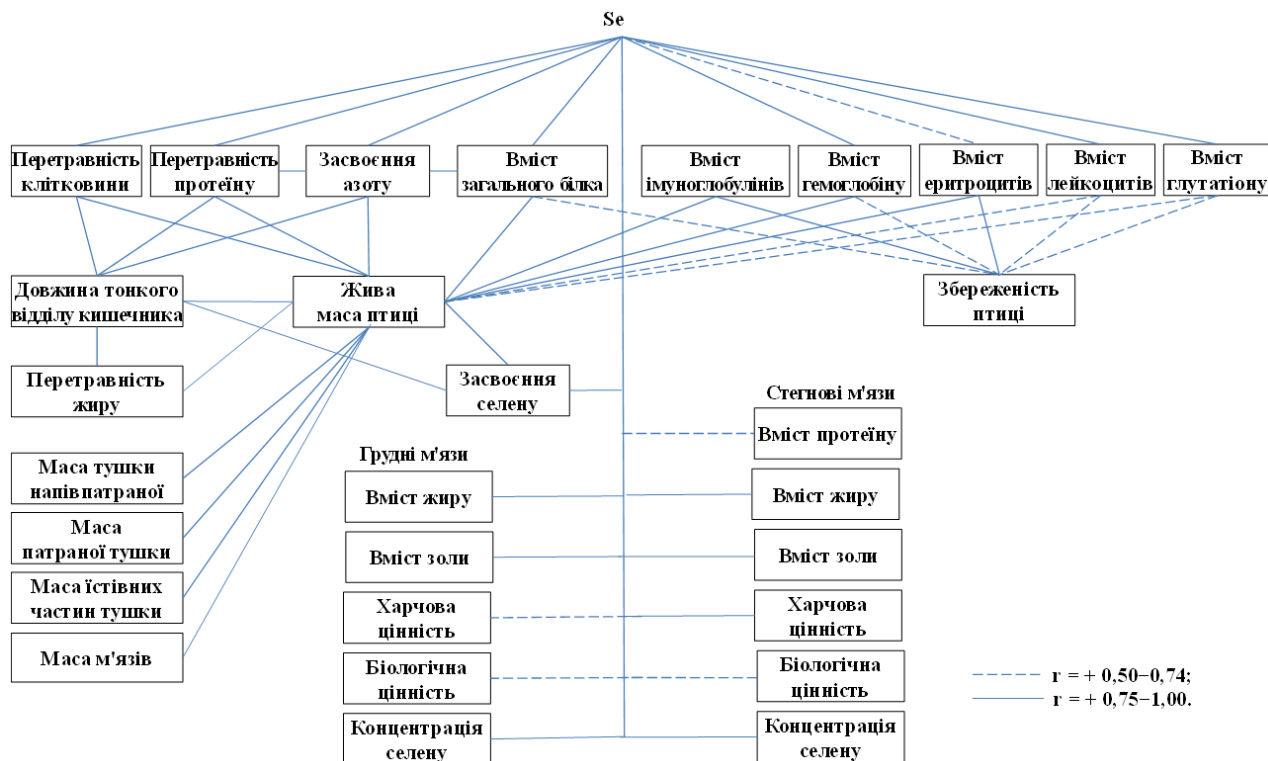 Se
Перетравність
клітковини
Перетравність
протеїну
Засвоєння
азоту
Вміст
загального білка
Вміст
імуноглобулінів
Вміст
гемоглобіну
Вміст
еритроцитів
Вміст
лейкоцитів
Вміст
глутатіону
Довжина тонкого
відділу кишечника
Жива
маса птиці
Збереженість
птиці
Перетравність
жиру
Засвоєння
селену
Стегнові м'язи
Вміст протеїну
Грудні м'язи
Маса тушки
напівпатраної
Вміст жиру
Вміст жиру
Маса
патраної тушки
Вміст золи
Вміст золи
Маса їстівних
частин тушки
Харчова
цінність
Харчова
цінність
Маса м'язів
Біологічна
цінність
Біологічна
цінність
r = + 0,50–0,74;
r = + 0,75–1,00.
Концентрація
селену
Концентрація
селену